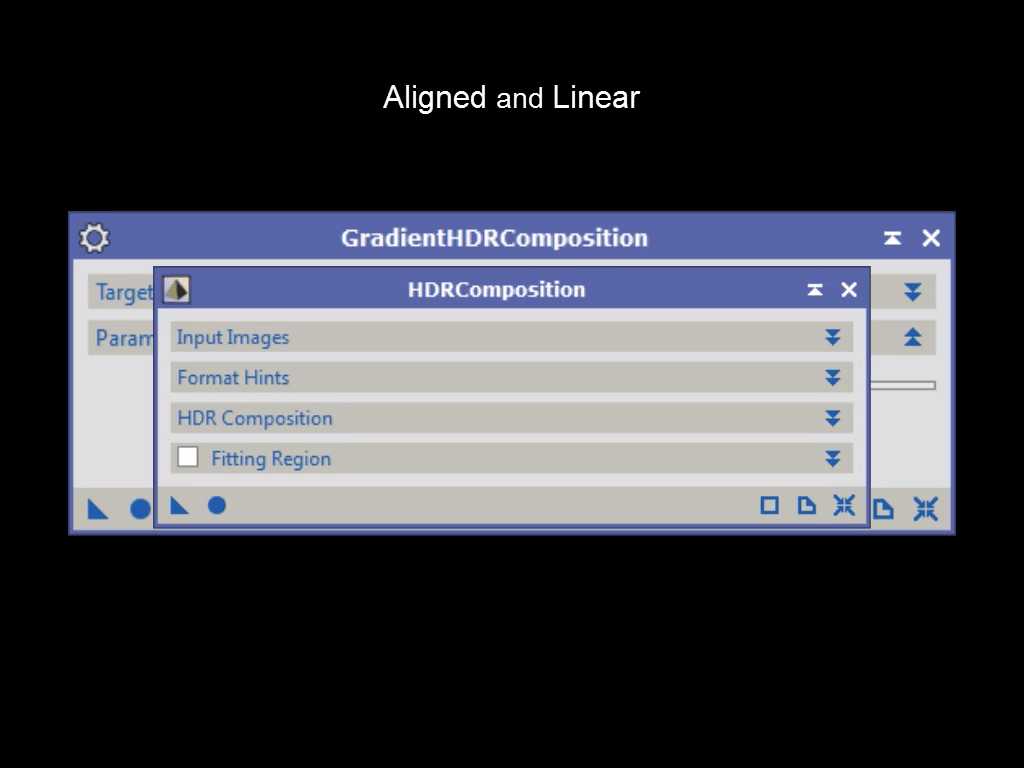 Aligned and Linear
GradientHDRComposition
Target
HDRComposition
Param
Input Images
Format Hints
HDR Composition
Fitting Region